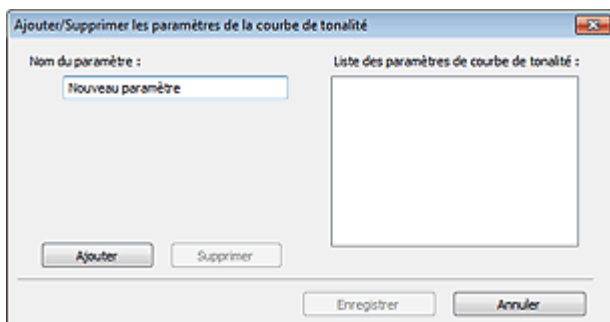 Ajouter/Supprimer les paramètres de la courbe de tonalité
Nom du paramètre :
Liste des paramètres de courbe de tonalité :
Nouveau paramètre
Ajouter
Supprimer
Enregistrer
Annuler